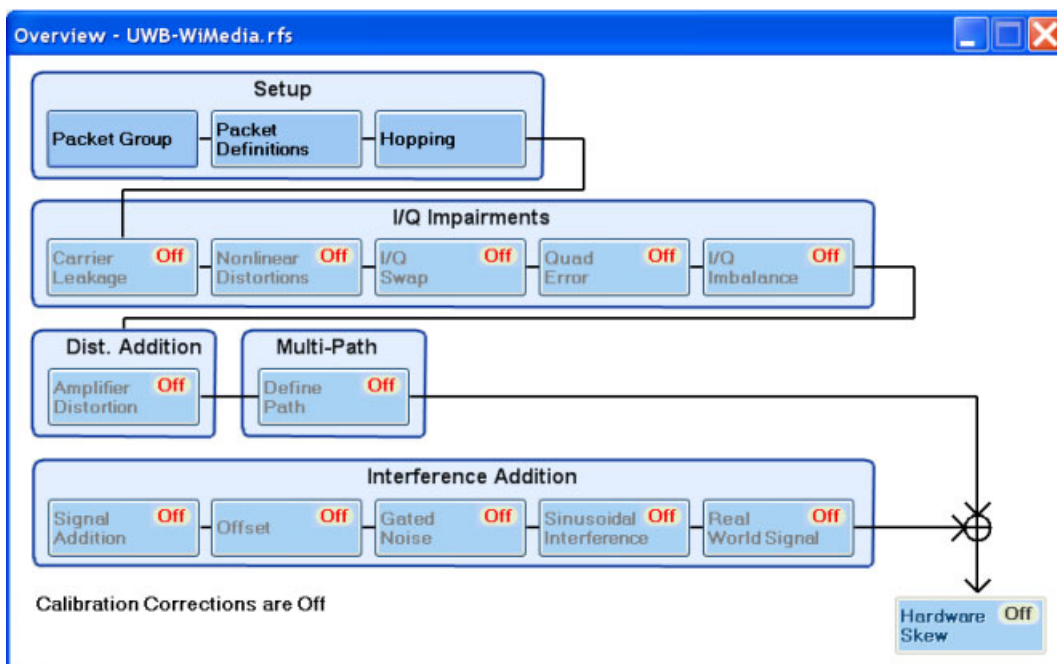 Overview - UWB-WiMedia.rfs
Setup
Packet Group
Packet
Definitions
Hopping
I/Q Impairments
Carrier
Leakage
Off
Nonlinear
Distortions
Off
I/Q
Swap
Off
Quad
Error
Off
I/Q
Imbalance
Off
Dist. Addition
Amplifier
Distortion
Off
Multi-Path
Define
Path
Off
Interference Addition
Signal
Addition
Off
Offset
Off
Gated
Noise
Off
Sinusoidal
Interference
Off
Real
World Signal
Off
Calibration Corrections are Off
Hardware
Skew
Off